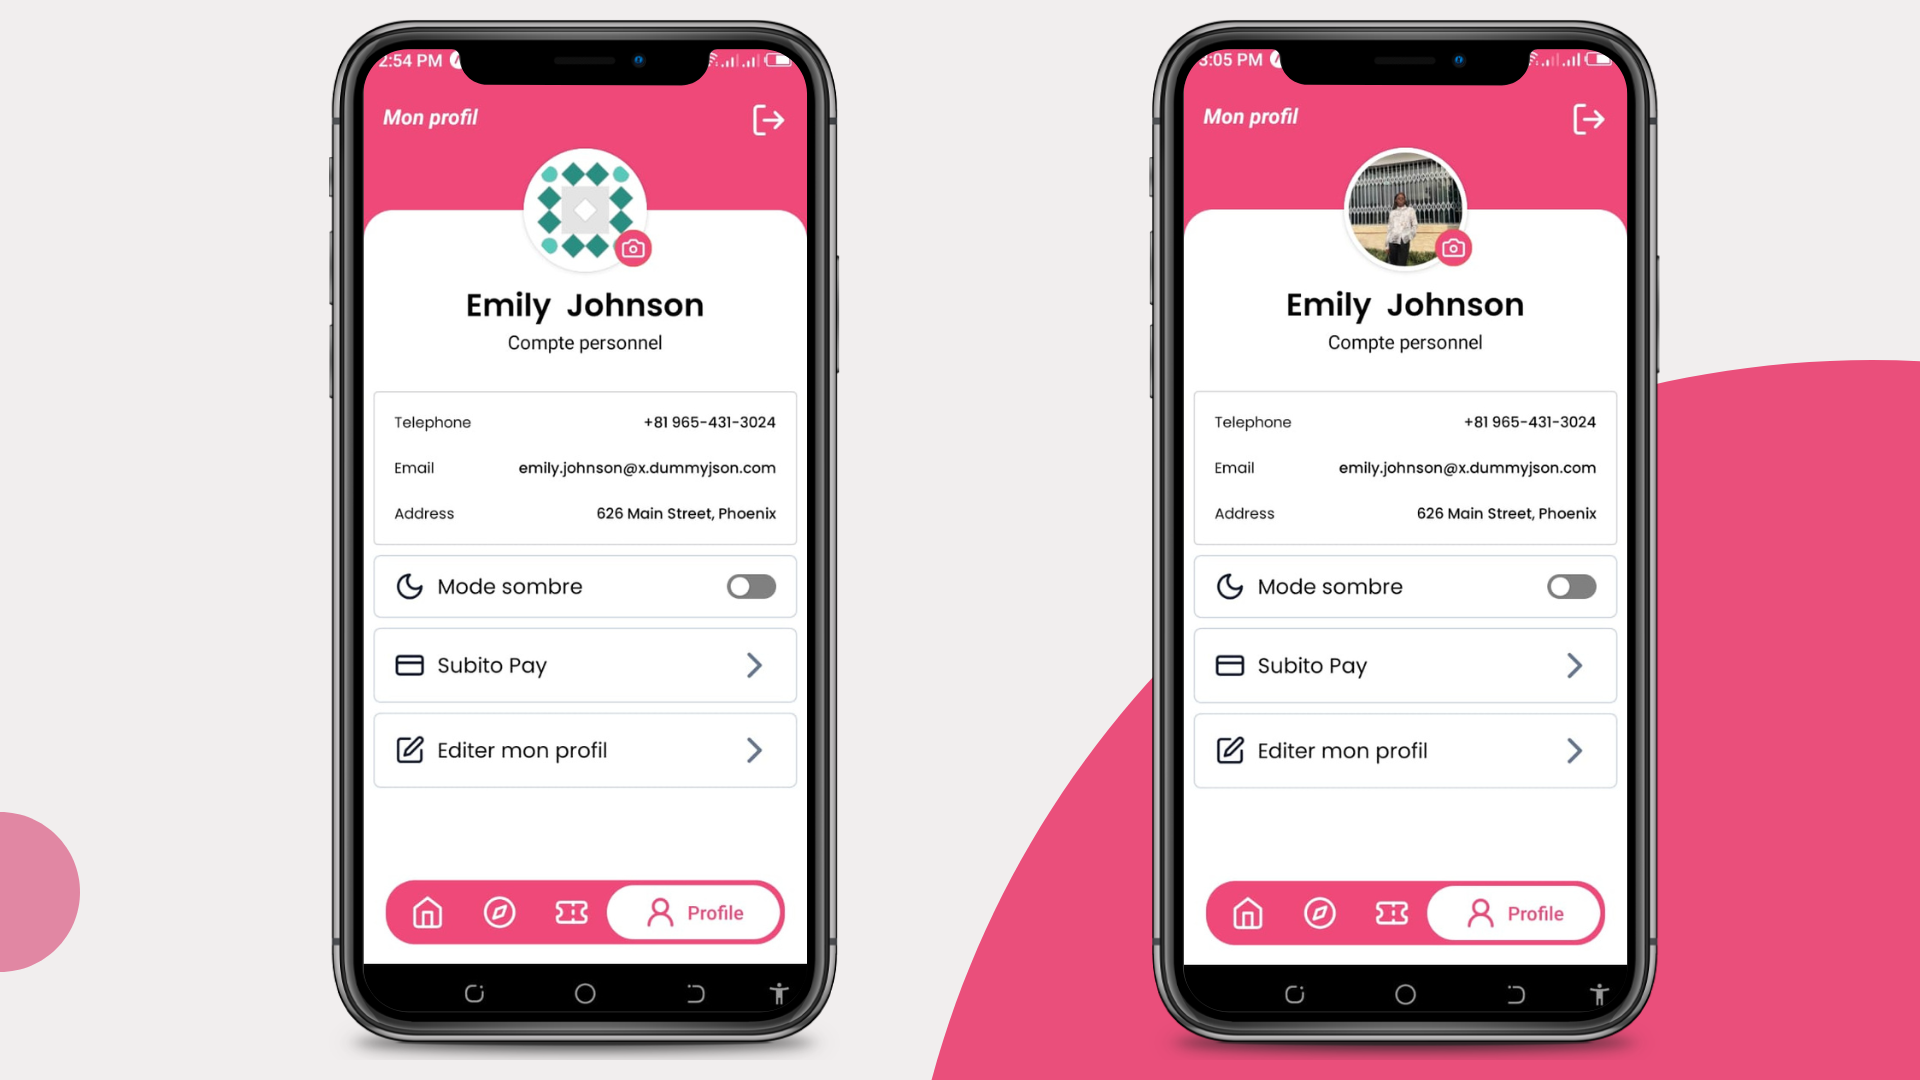 2:54 PM
Mon profil
Emily Johnson
Compte personnel
Telephone +81 965-431-3024
Email emily.johnson@x.dummyjson.com
Address 626 Main Street, Phoenix
Mode sombre
Subito Pay
Editer mon profil
Profile
3:05 PM
Mon profil
Emily Johnson
Compte personnel
Telephone +81 965-431-3024
Email emily.johnson@x.dummyjson.com
Address 626 Main Street, Phoenix
Mode sombre
Subito Pay
Editer mon profil
Profile